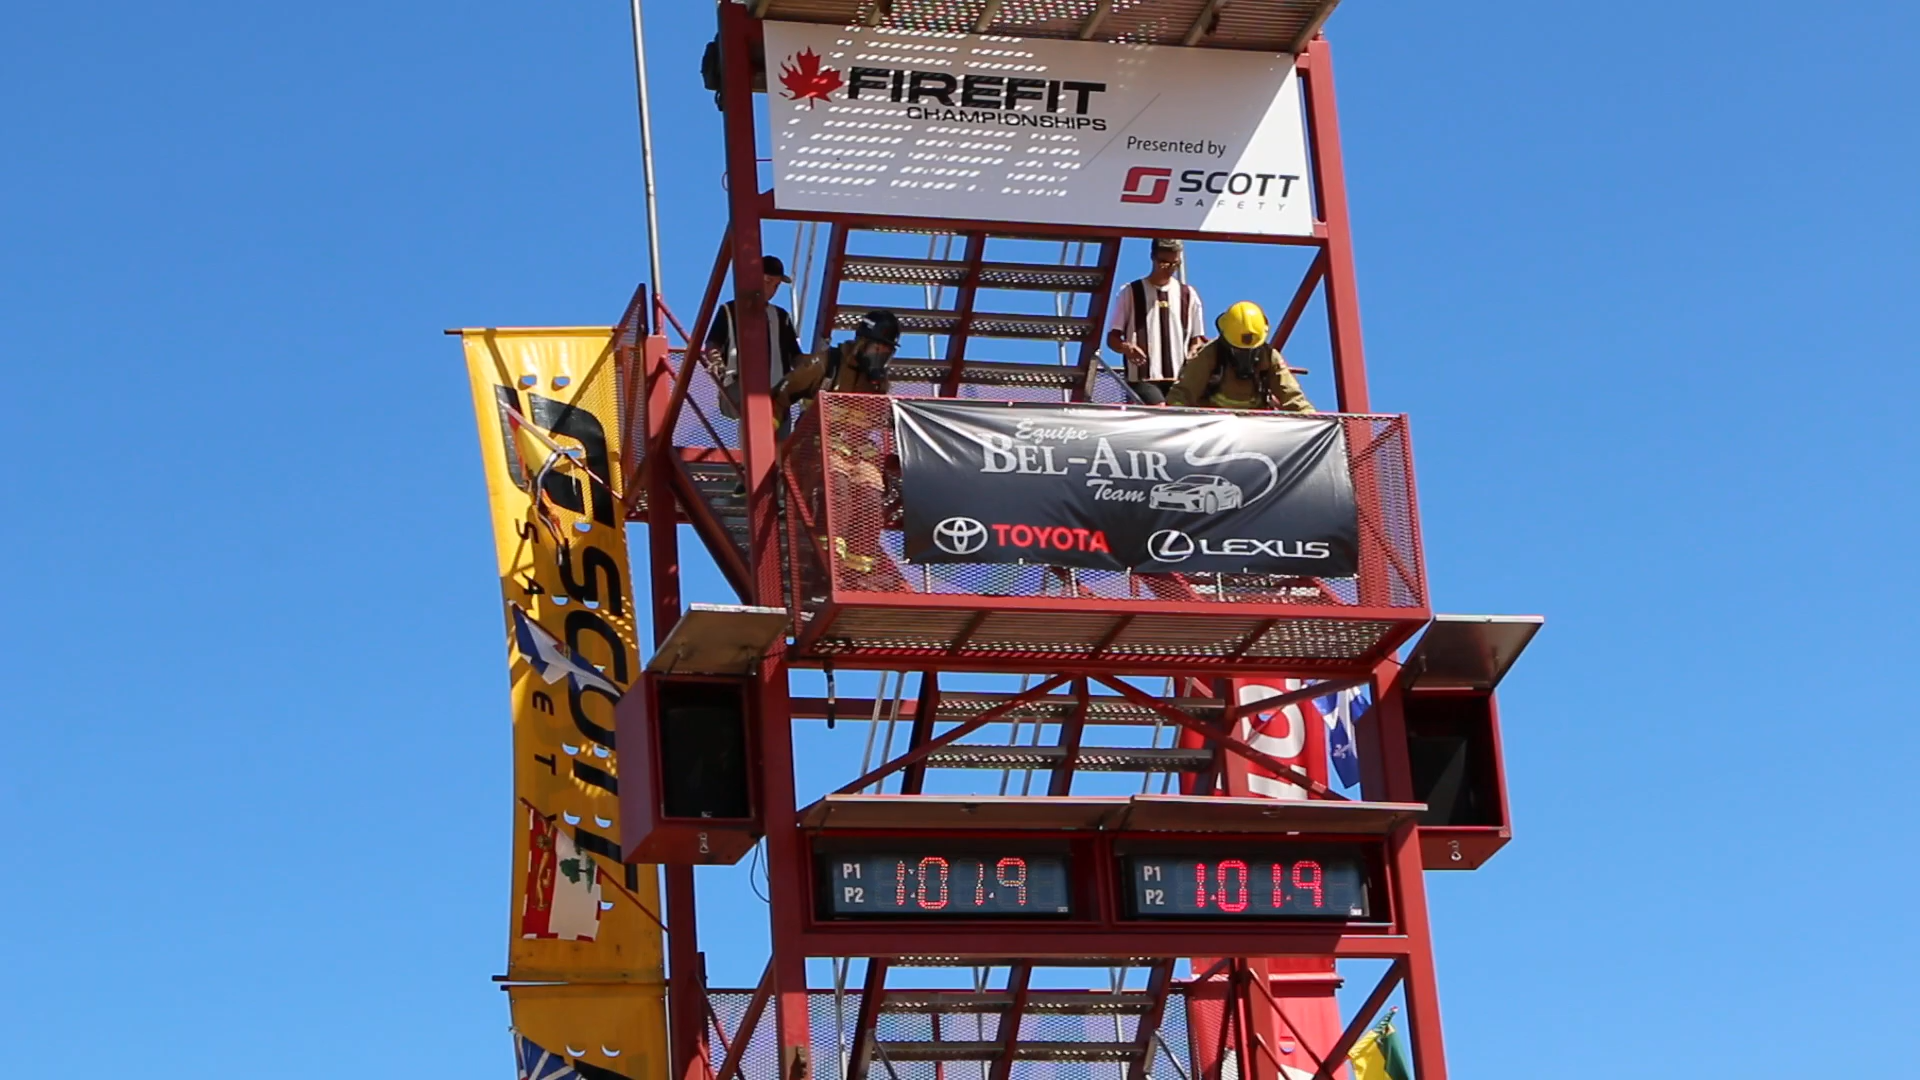 FIREFIT
CHAMPIONSHIPS
Presented by
SCOTT
SAFETY
Equipe
BEL-AIR
Team
TOYOTA
LEXUS
SCOTT
SAFETY
P1
P2
1:01.9
P1
P2
1:01.9